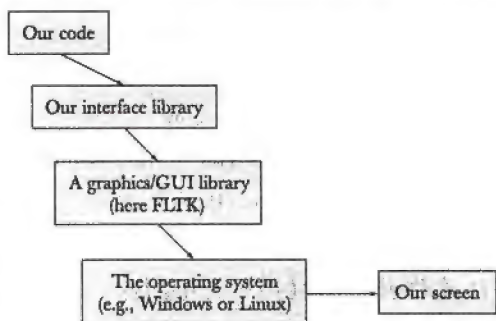 Our code
Our interface library
A graphics/GUI library
(here FLTK)
The operating system
(e.g., Windows or Linux)
Our screen